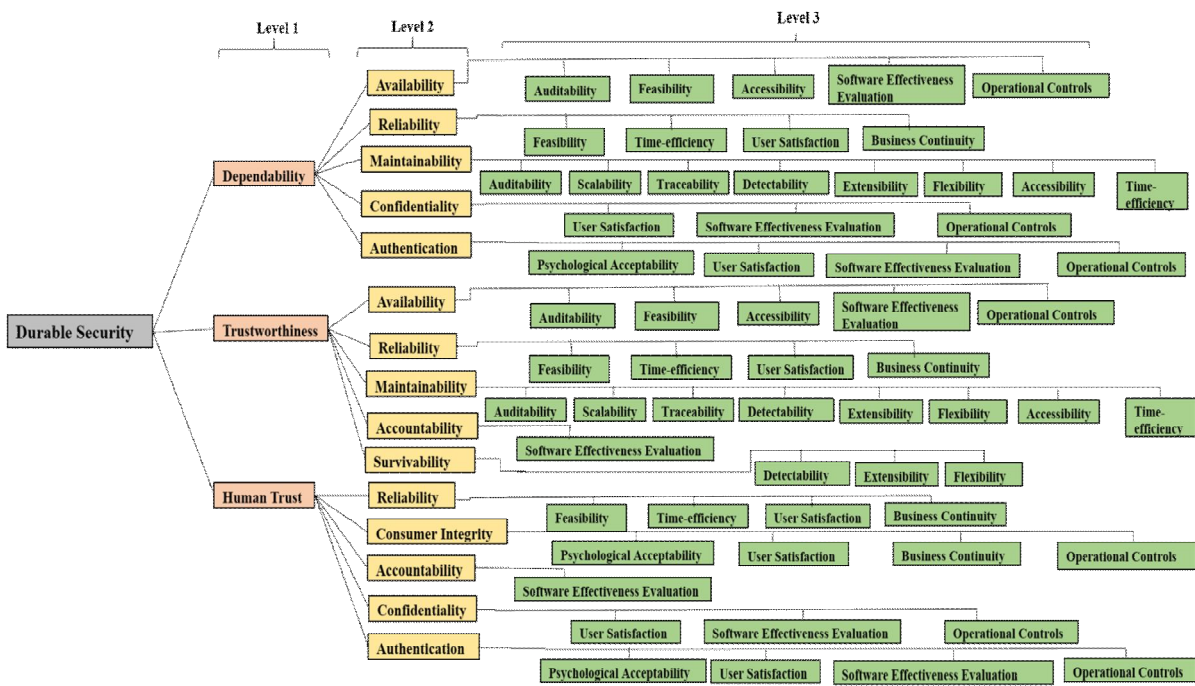 Level 1
Level 2
Level 3
Durable Security
Dependability
Availability
Auditability
Feasibility
Accessibility
Software Effectiveness
Evaluation
Operational Controls
Reliability
Feasibility
Time-efficiency
User Satisfaction
Business Continuity
Maintainability
Auditability
Scalability
Traceability
Detectability
Extensibility
Flexibility
Accessibility
Time-
efficiency
Confidentiality
User Satisfaction
Software Effectiveness Evaluation
Operational Controls
Authentication
Psychological Acceptability
User Satisfaction
Software Effectiveness Evaluation
Operational Controls
Trustworthiness
Availability
Auditability
Feasibility
Accessibility
Software Effectiveness
Evaluation
Operational Controls
Reliability
Feasibility
Time-efficiency
User Satisfaction
Business Continuity
Maintainability
Auditability
Scalability
Traceability
Detectability
Extensibility
Flexibility
Accessibility
Time-
efficiency
Accountability
Software Effectiveness Evaluation
Survivability
Detectability
Extensibility
Flexibility
Human Trust
Reliability
Feasibility
Time-efficiency
User Satisfaction
Business Continuity
Consumer Integrity
Psychological Acceptability
User Satisfaction
Business Continuity
Operational Controls
Accountability
Software Effectiveness Evaluation
Confidentiality
User Satisfaction
Software Effectiveness Evaluation
Operational Controls
Authentication
Psychological Acceptability
User Satisfaction
Software Effectiveness Evaluation
Operational Controls